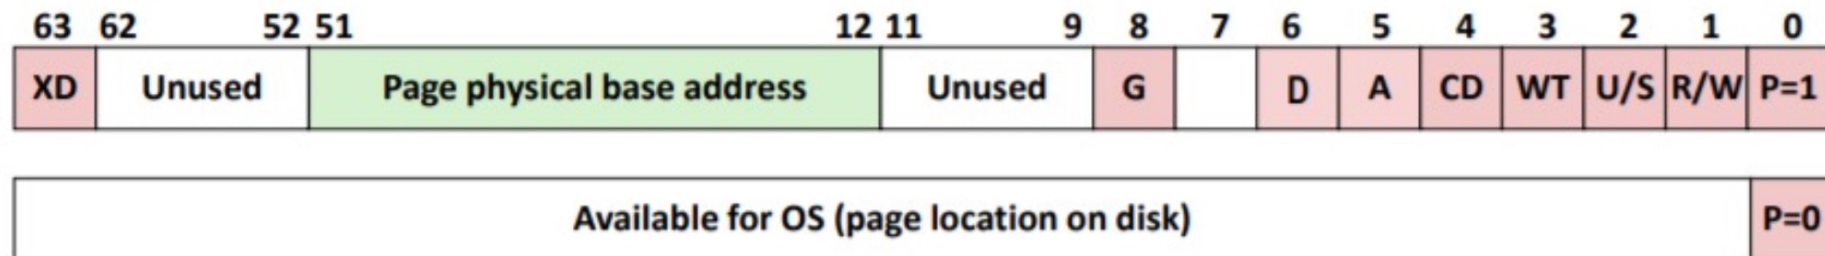 63 62 52 51 12 11 9 8 7 6 5 4 3 2 1 0
XD Unused Page physical base address Unused G D A CD WT U/S R/W P=1
Available for OS (page location on disk) P=0